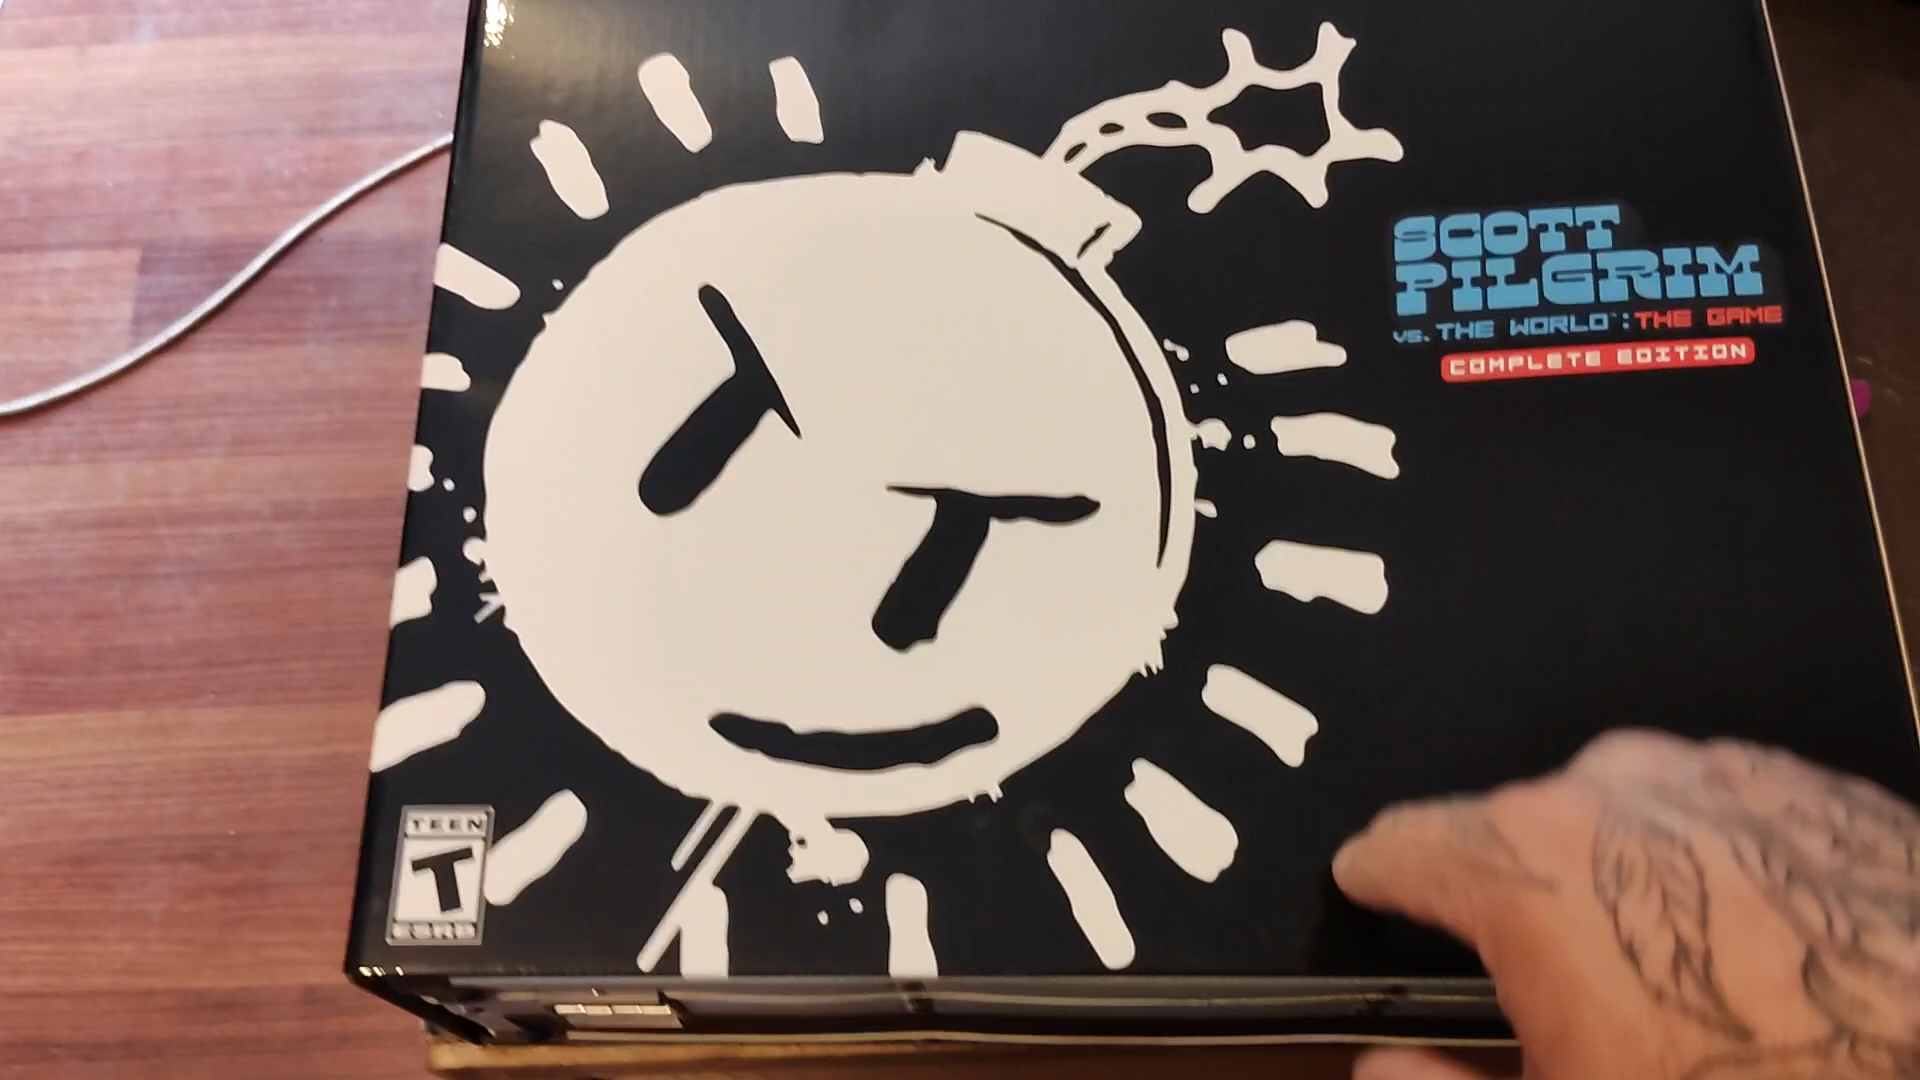 SCOTT
PILGRIM
VS. THE WORLD™: THE GAME
COMPLETE EDITION
TEEN
T
ESRB